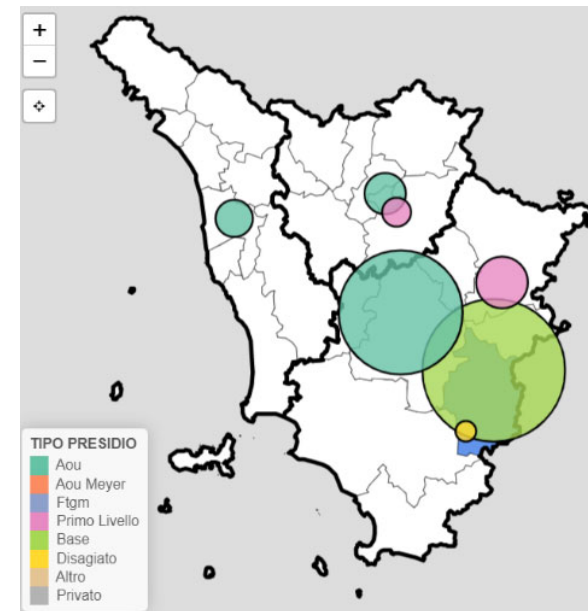 +
−
TIPO PRESIDIO
Aou
Aou Meyer
Ftgm
Primo Livello
Base
Disagiato
Altro
Privato